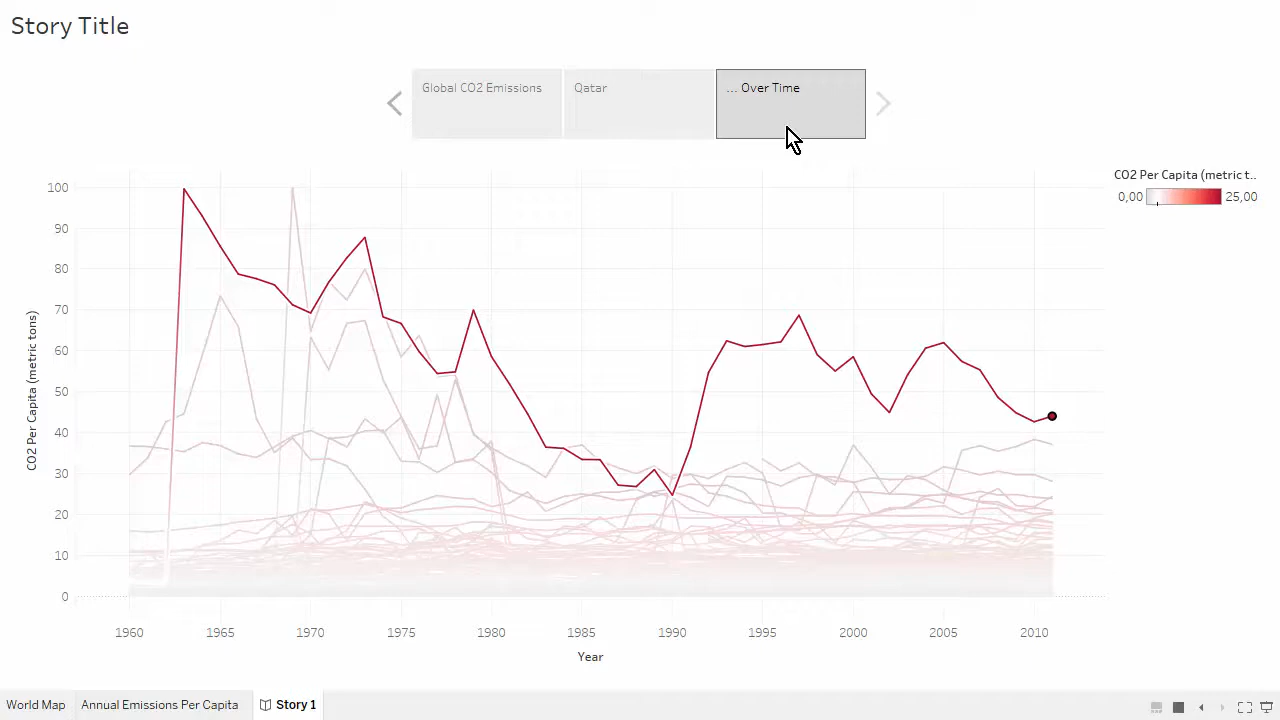 Story Title
Global CO2 Emissions
Qatar
... Over Time
CO2 Per Capita (metric t..
0,00 25,00
CO2 Per Capita (metric tons)
100
90
80
70
60
50
40
30
20
10
0
1960 1965 1970 1975 1980 1985 1990 1995 2000 2005 2010
Year
World Map Annual Emissions Per Capita Story 1